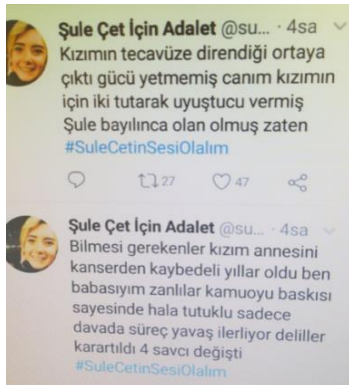 Şule Çet İçin Adalet @su... · 4sa
Kızımın tecavüze direndiği ortaya
çıktı gücü yetmemiş canım kızımın
için iki tutarak uyuştucu vermiş
Şule bayılınca olan olmuş zaten
#SuleCetinSesiOlalım
27 47
Şule Çet İçin Adalet @su... · 4sa
Bilmesi gerekenler kızım annesini
kanserden kaybedeli yıllar oldu ben
babasıyım zanlılar kamuoyu baskısı
sayesinde hala tutuklu sadece
davada süreç yavaş ilerliyor deliller
karartıldı 4 savcı değişti
#SuleCetinSesiOlalım